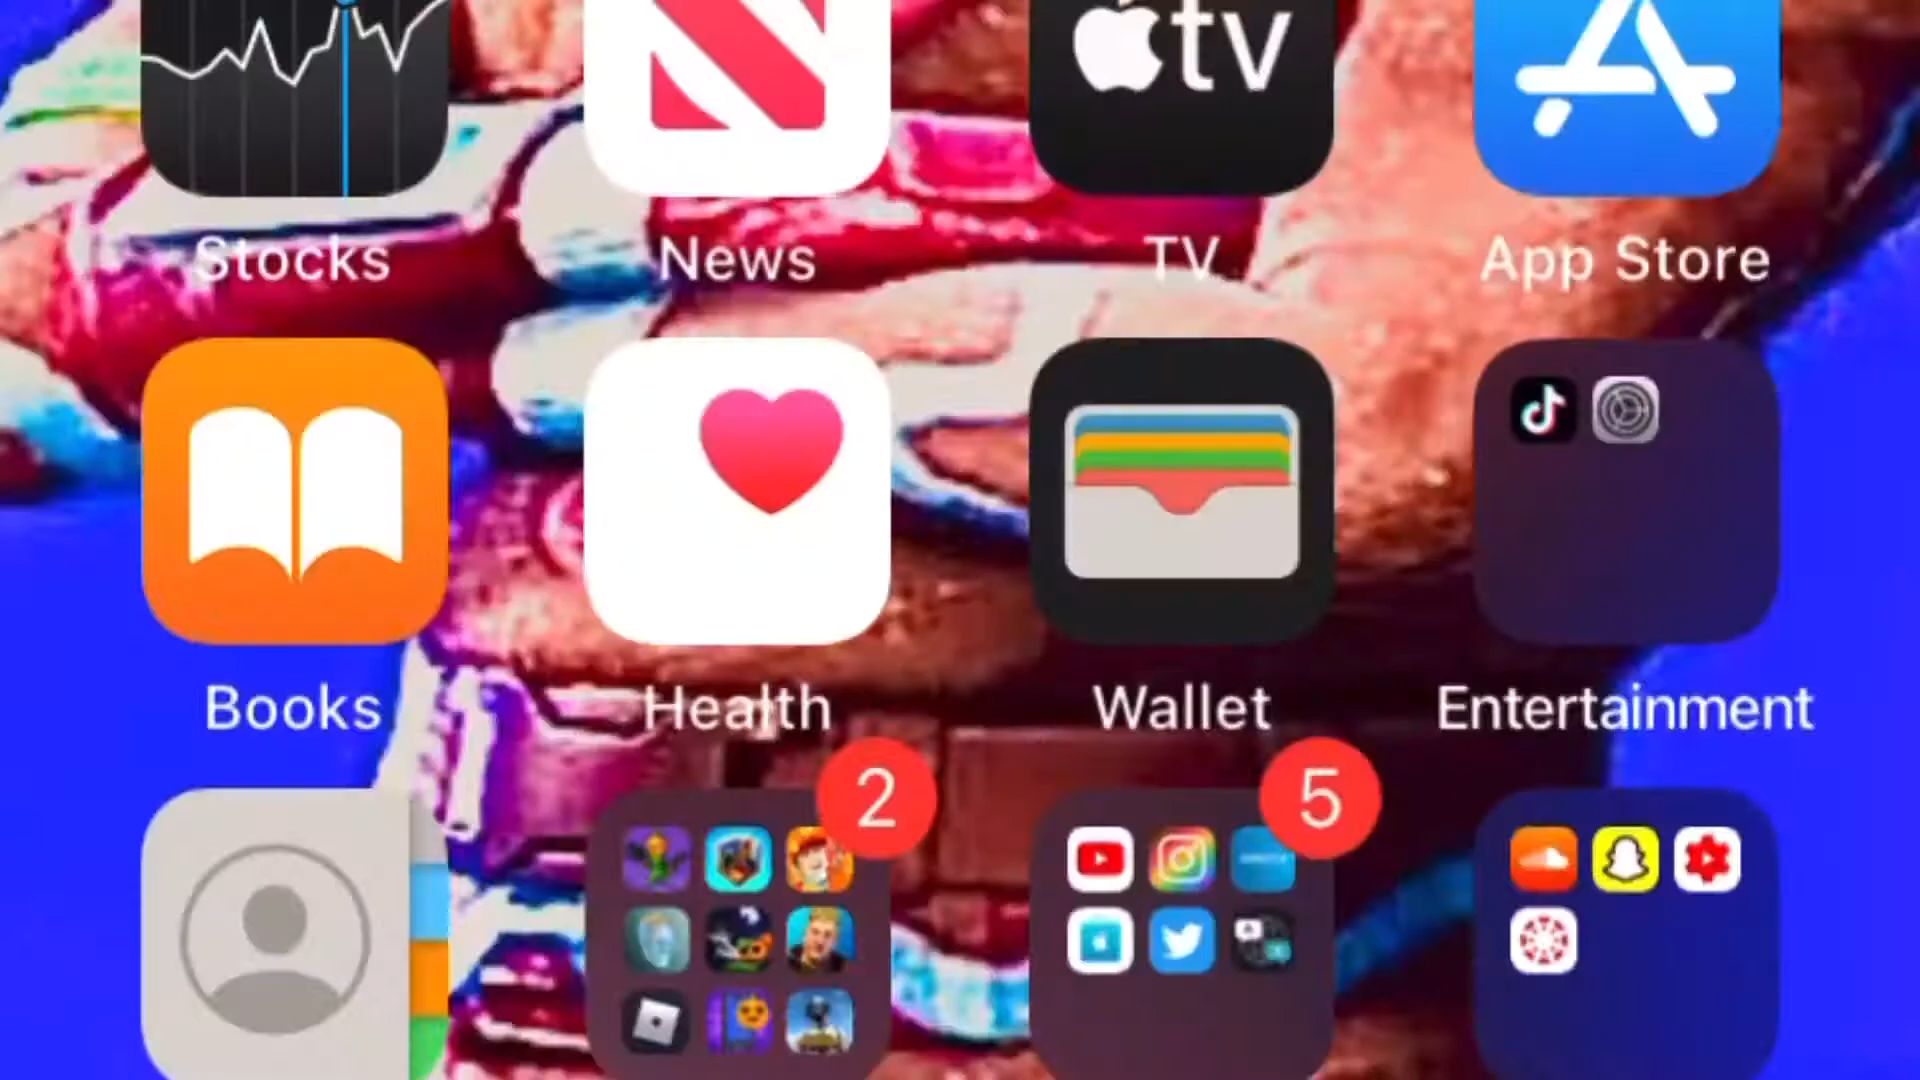 tv
Stocks
News
TV
App Store
Books
Health
Wallet
Entertainment
2
5